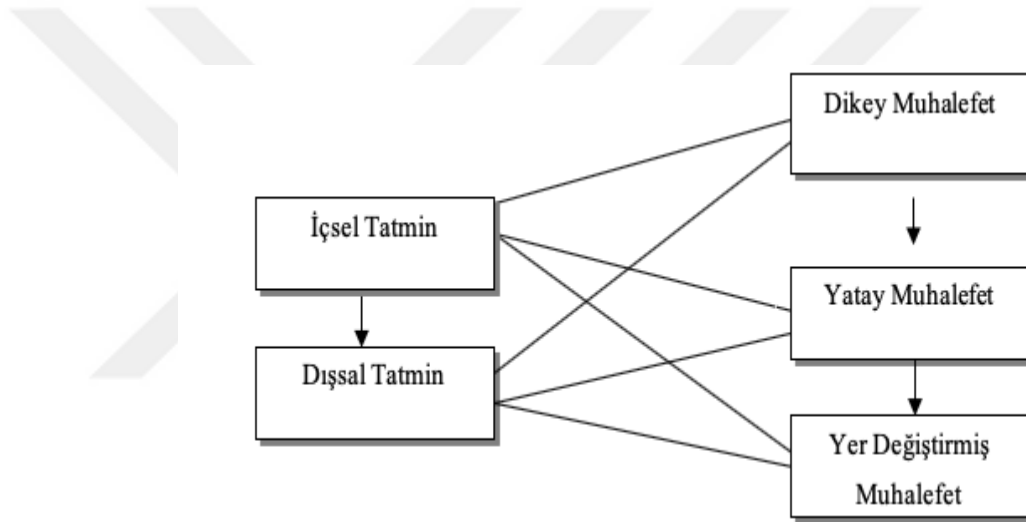 Dikey Muhalefet
İçsel Tatmin
Yatay Muhalefet
Dışsal Tatmin
Yer Değiştirmiş
Muhalefet